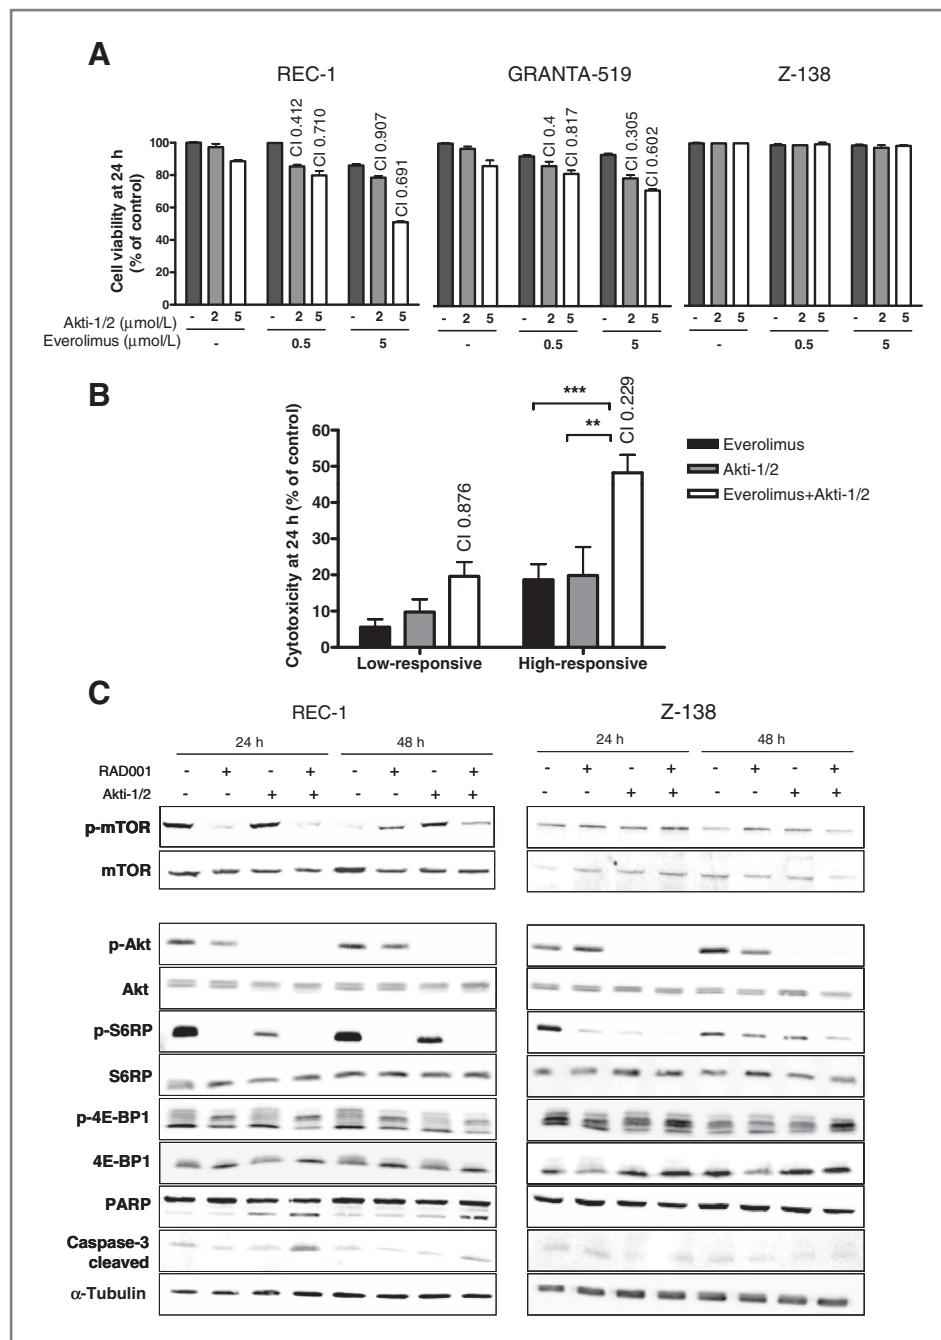 A
REC-1 GRANTA-519 Z-138
CI 0.412 CI 0.710 CI 0.907 CI 0.691 CI 0.4 CI 0.817 CI 0.305 CI 0.602
Cell viability at 24 h
(% of control)
100
80
60
40
20
0
Akti-1/2 (μmol/L) - 2 5 - 2 5 - 2 5 - 2 5 - 2 5 - 2 5 - 2 5 - 2 5 - 2 5
Everolimus (μmol/L) - 0.5 5 - 0.5 5 - 0.5 5
B
Cytotoxicity at 24 h (% of control)
60
50
40
30
20
10
0
CI 0.876
***
**
CI 0.229
Everolimus
Akti-1/2
Everolimus+Akti-1/2
Low-responsive High-responsive
C
REC-1 Z-138
24 h 48 h 24 h 48 h
RAD001 - + - + - + - + - + - + - + - +
Akti-1/2 - - + + - - + + - - + + - - + +
p-mTOR
mTOR
p-Akt
Akt
p-S6RP
S6RP
p-4E-BP1
4E-BP1
PARP
Caspase-3
cleaved
α-Tubulin